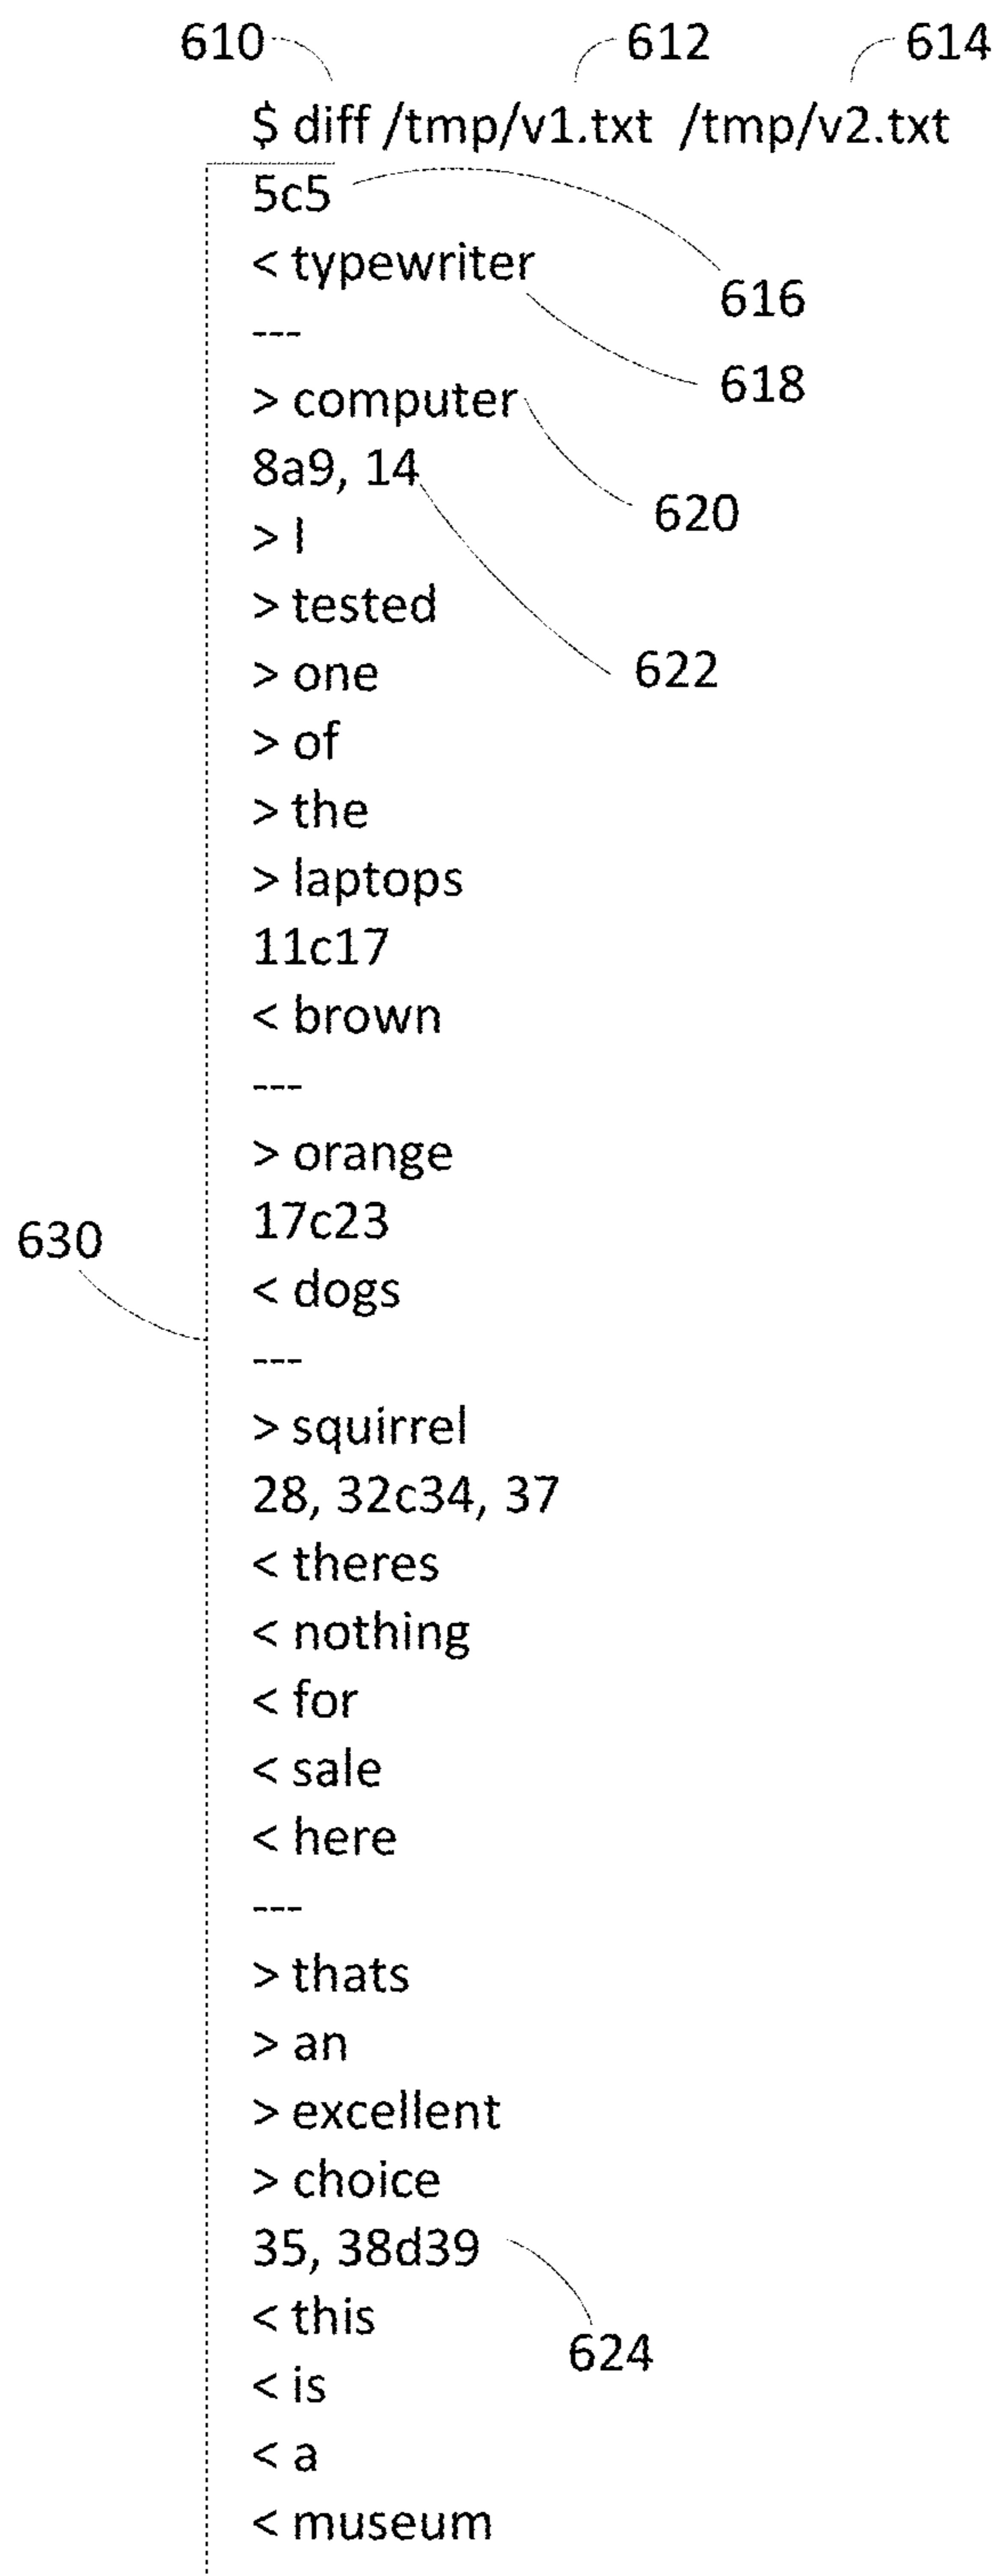 610 612 614
$ diff /tmp/v1.txt /tmp/v2.txt
5c5
< typewriter
616
---
618
> computer
8a9, 14
620
> I
> tested
> one
622
> of
> the
> laptops
11c17
< brown
---
> orange
17c23
630
< dogs
---
> squirrel
28, 32c34, 37
< theres
< nothing
< for
< sale
< here
---
> thats
> an
> excellent
> choice
35, 38d39
< this
624
< is
< a
< museum